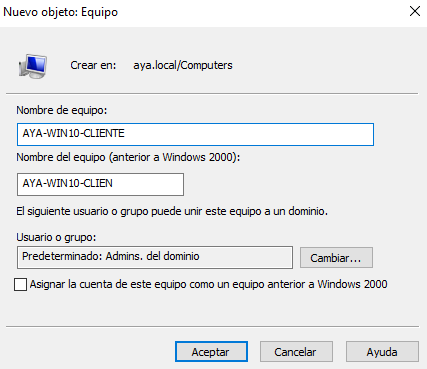 Nuevo objeto: Equipo
Crear en: aya.local/Computers
Nombre de equipo:
AYA-WIN10-CLIENTE
Nombre del equipo (anterior a Windows 2000):
AYA-WIN10-CLIEN
El siguiente usuario o grupo puede unir este equipo a un dominio.
Usuario o grupo:
Predeterminado: Admins. del dominio
Cambiar...
Asignar la cuenta de este equipo como un equipo anterior a Windows 2000
Aceptar Cancelar Ayuda